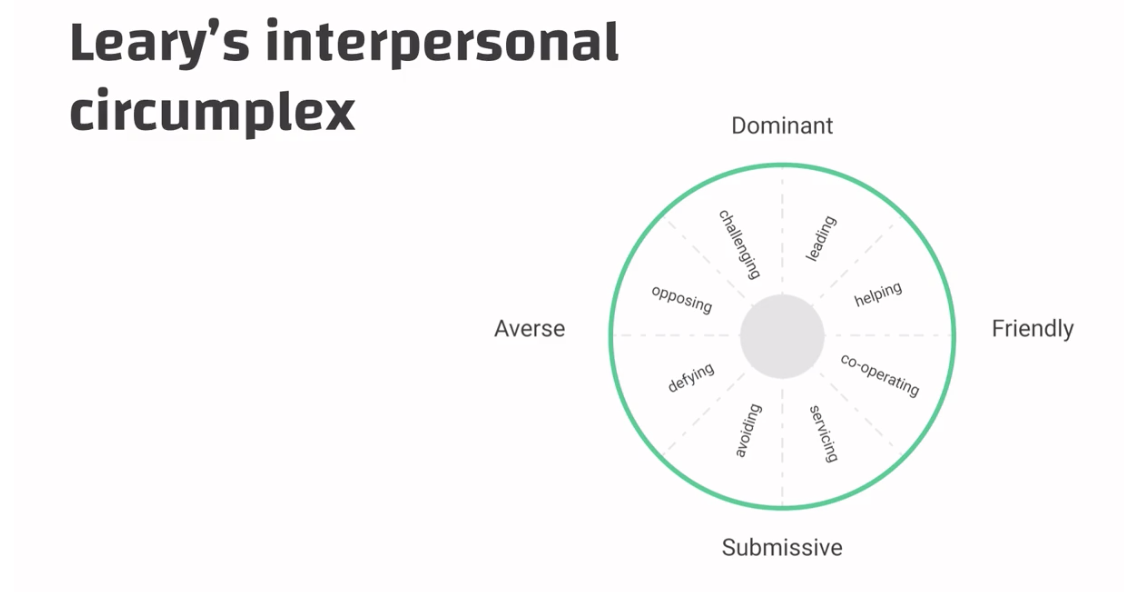 Leary's interpersonal
circumplex
Dominant
challenging
leading
opposing
helping
Averse
Friendly
defying
co-operating
avoiding
servicing
Submissive